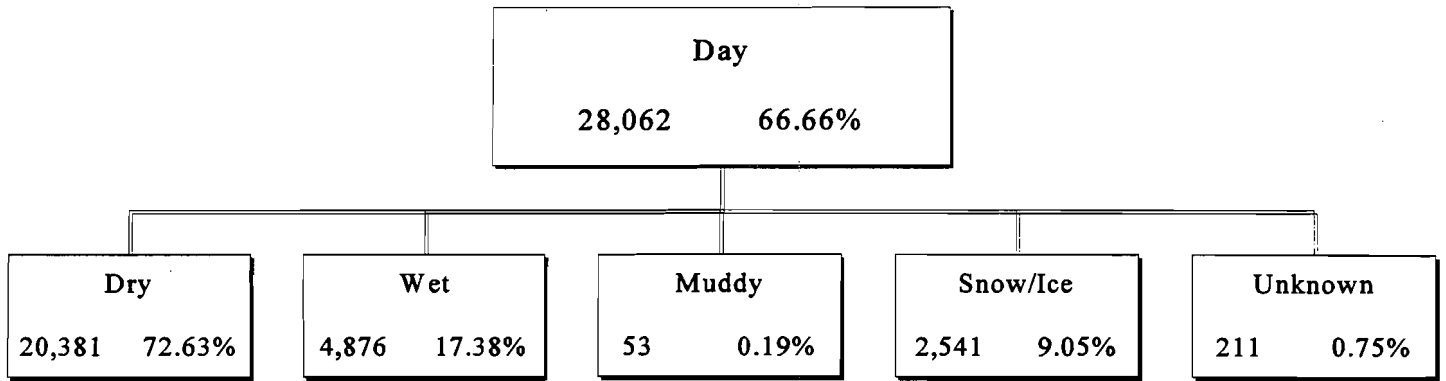 Day
28,062 66.66%
Dry Wet Muddy Snow/Ice Unknown
20,381 72.63% 4,876 17.38% 53 0.19% 2,541 9.05% 211 0.75%